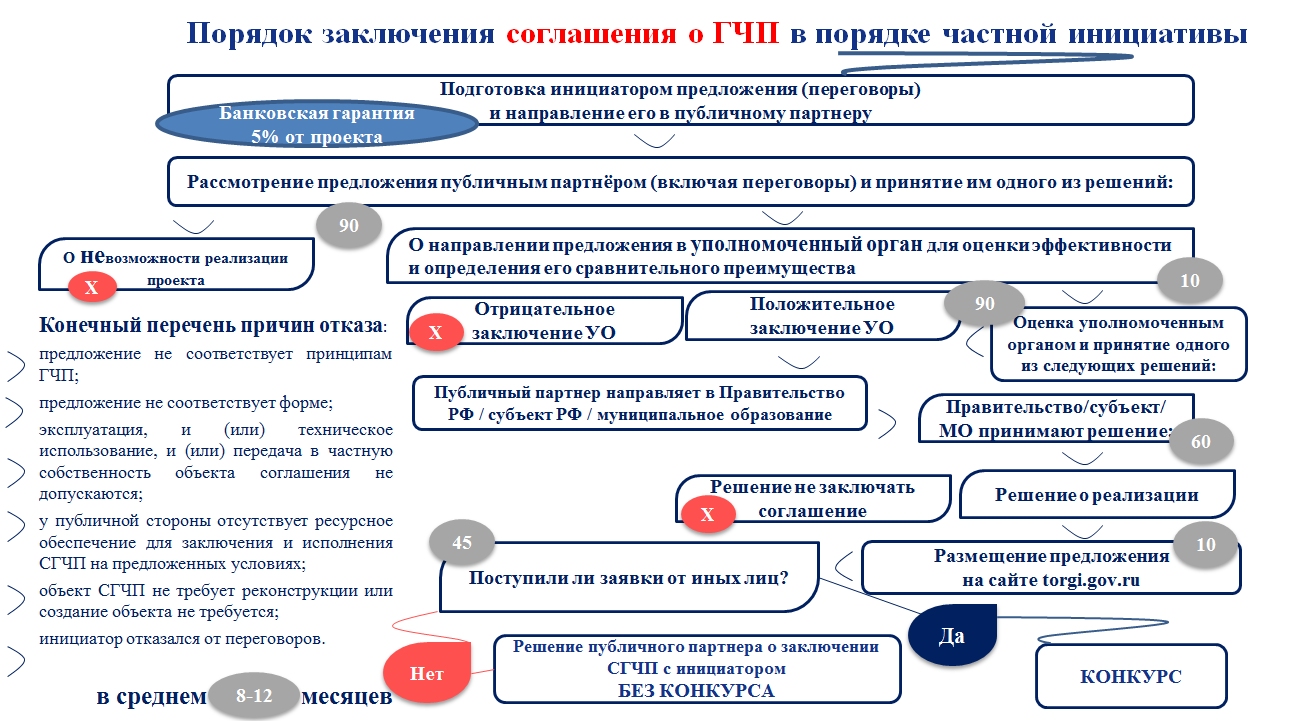 Порядок заключения соглашения о ГЧП в порядке частной инициативы
Подготовка инициатором предложения (переговоры)
и направление его в публичному партнеру
Банковская гарантия
5% от проекта
Рассмотрение предложения публичным партнёром (включая переговоры) и принятие им одного из решений:
90
О невозможности реализации
проекта
X
О направлении предложения в уполномоченный орган для оценки эффективности
и определения его сравнительного преимущества
10
Отрицательное
заключение УО
X
Положительное
заключение УО
90
Оценка уполномоченным
органом и принятие одного
из следующих решений:
Конечный перечень причин отказа:
предложение не соответствует принципам
ГЧП;
предложение не соответствует форме;
эксплуатация, и (или) техническое
использование, и (или) передача в частную
собственность объекта соглашения не
допускаются;
у публичной стороны отсутствует ресурсное
обеспечение для заключения и исполнения
СГЧП на предложенных условиях;
объект СГЧП не требует реконструкции или
создание объекта не требуется;
инициатор отказался от переговоров.
в среднем 8-12 месяцев
Публичный партнер направляет в Правительство
РФ / субъект РФ / муниципальное образование
Правительство/субъект/
МО принимают решение:
60
Решение не заключать
соглашение
X
Решение о реализации
45
Поступили ли заявки от иных лиц?
10
Размещение предложения
на сайте torgi.gov.ru
Да
Нет
Решение публичного партнера о заключении
СГЧП с инициатором
БЕЗ КОНКУРСА
КОНКУРС